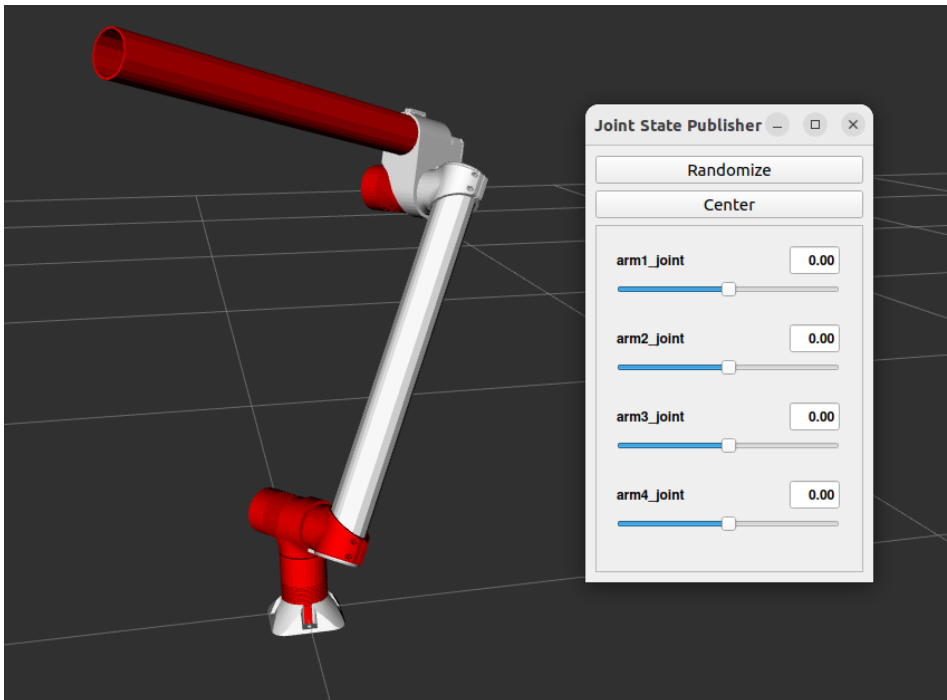 Joint State Publisher
Randomize
Center
arm1_joint 0.00
arm2_joint 0.00
arm3_joint 0.00
arm4_joint 0.00